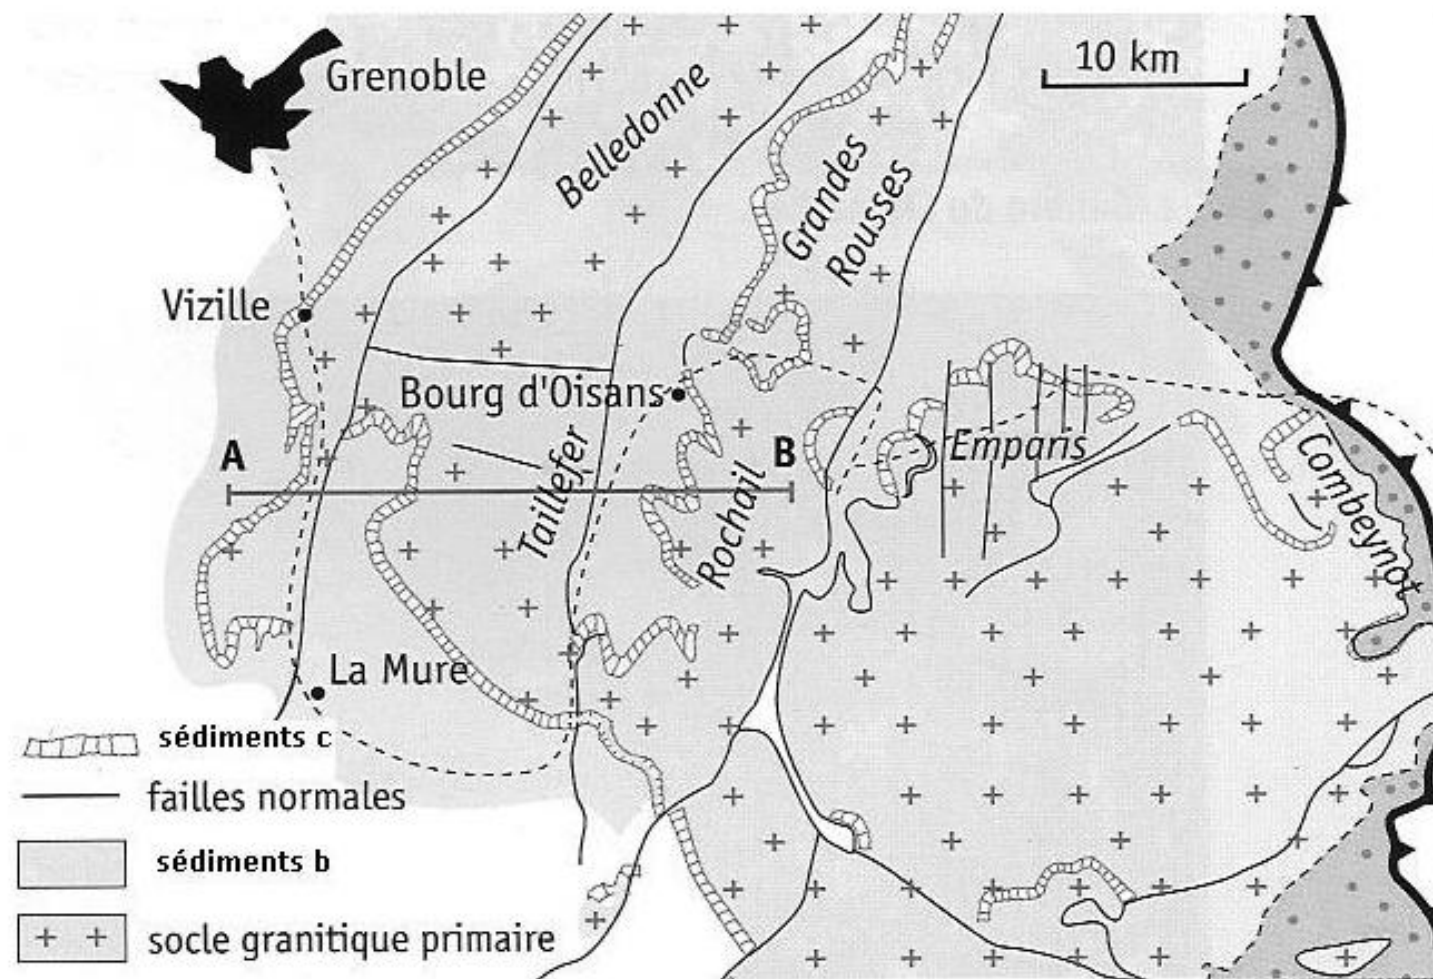 Grenoble
10 km
Belledonne
Grandes
Rousses
Vizille
Bourg d'Oisans
A
B
Emparis
Taillefer
Rochail
Combeynot
La Mure
sédiments c
failles normales
sédiments b
socle granitique primaire